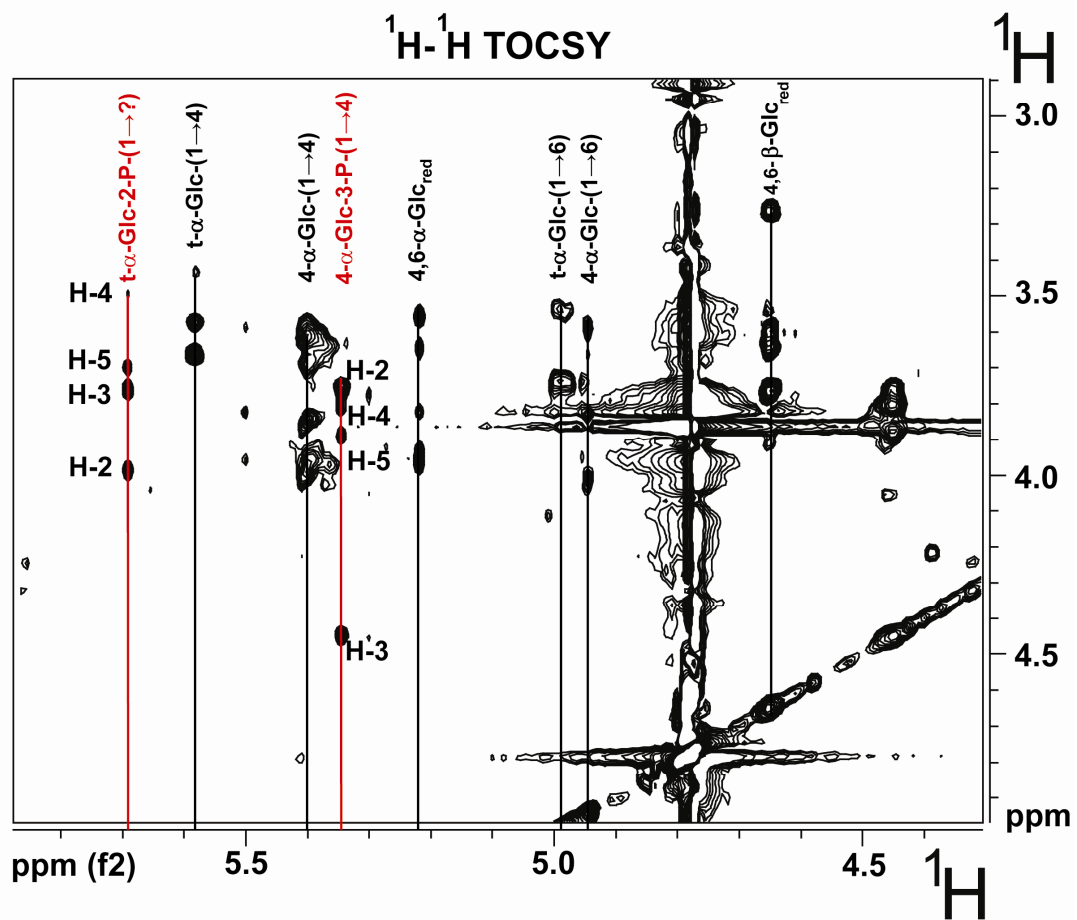 ¹H-¹H TOCSY
¹H
t-α-Glc-2-P-(1→?)
t-α-Glc-(1→4)
4-α-Glc-(1→4)
4-α-Glc-3-P-(1→4)
4,6-α-Glcred
t-α-Glc-(1→6)
4-α-Glc-(1→6)
4,6-β-Glcred
3.0
H-4
3.5
H-5
H-3
H-2
H-2
H-4
H-5
4.0
H-3
4.5
ppm
ppm (f2)
5.5
5.0
4.5
¹H